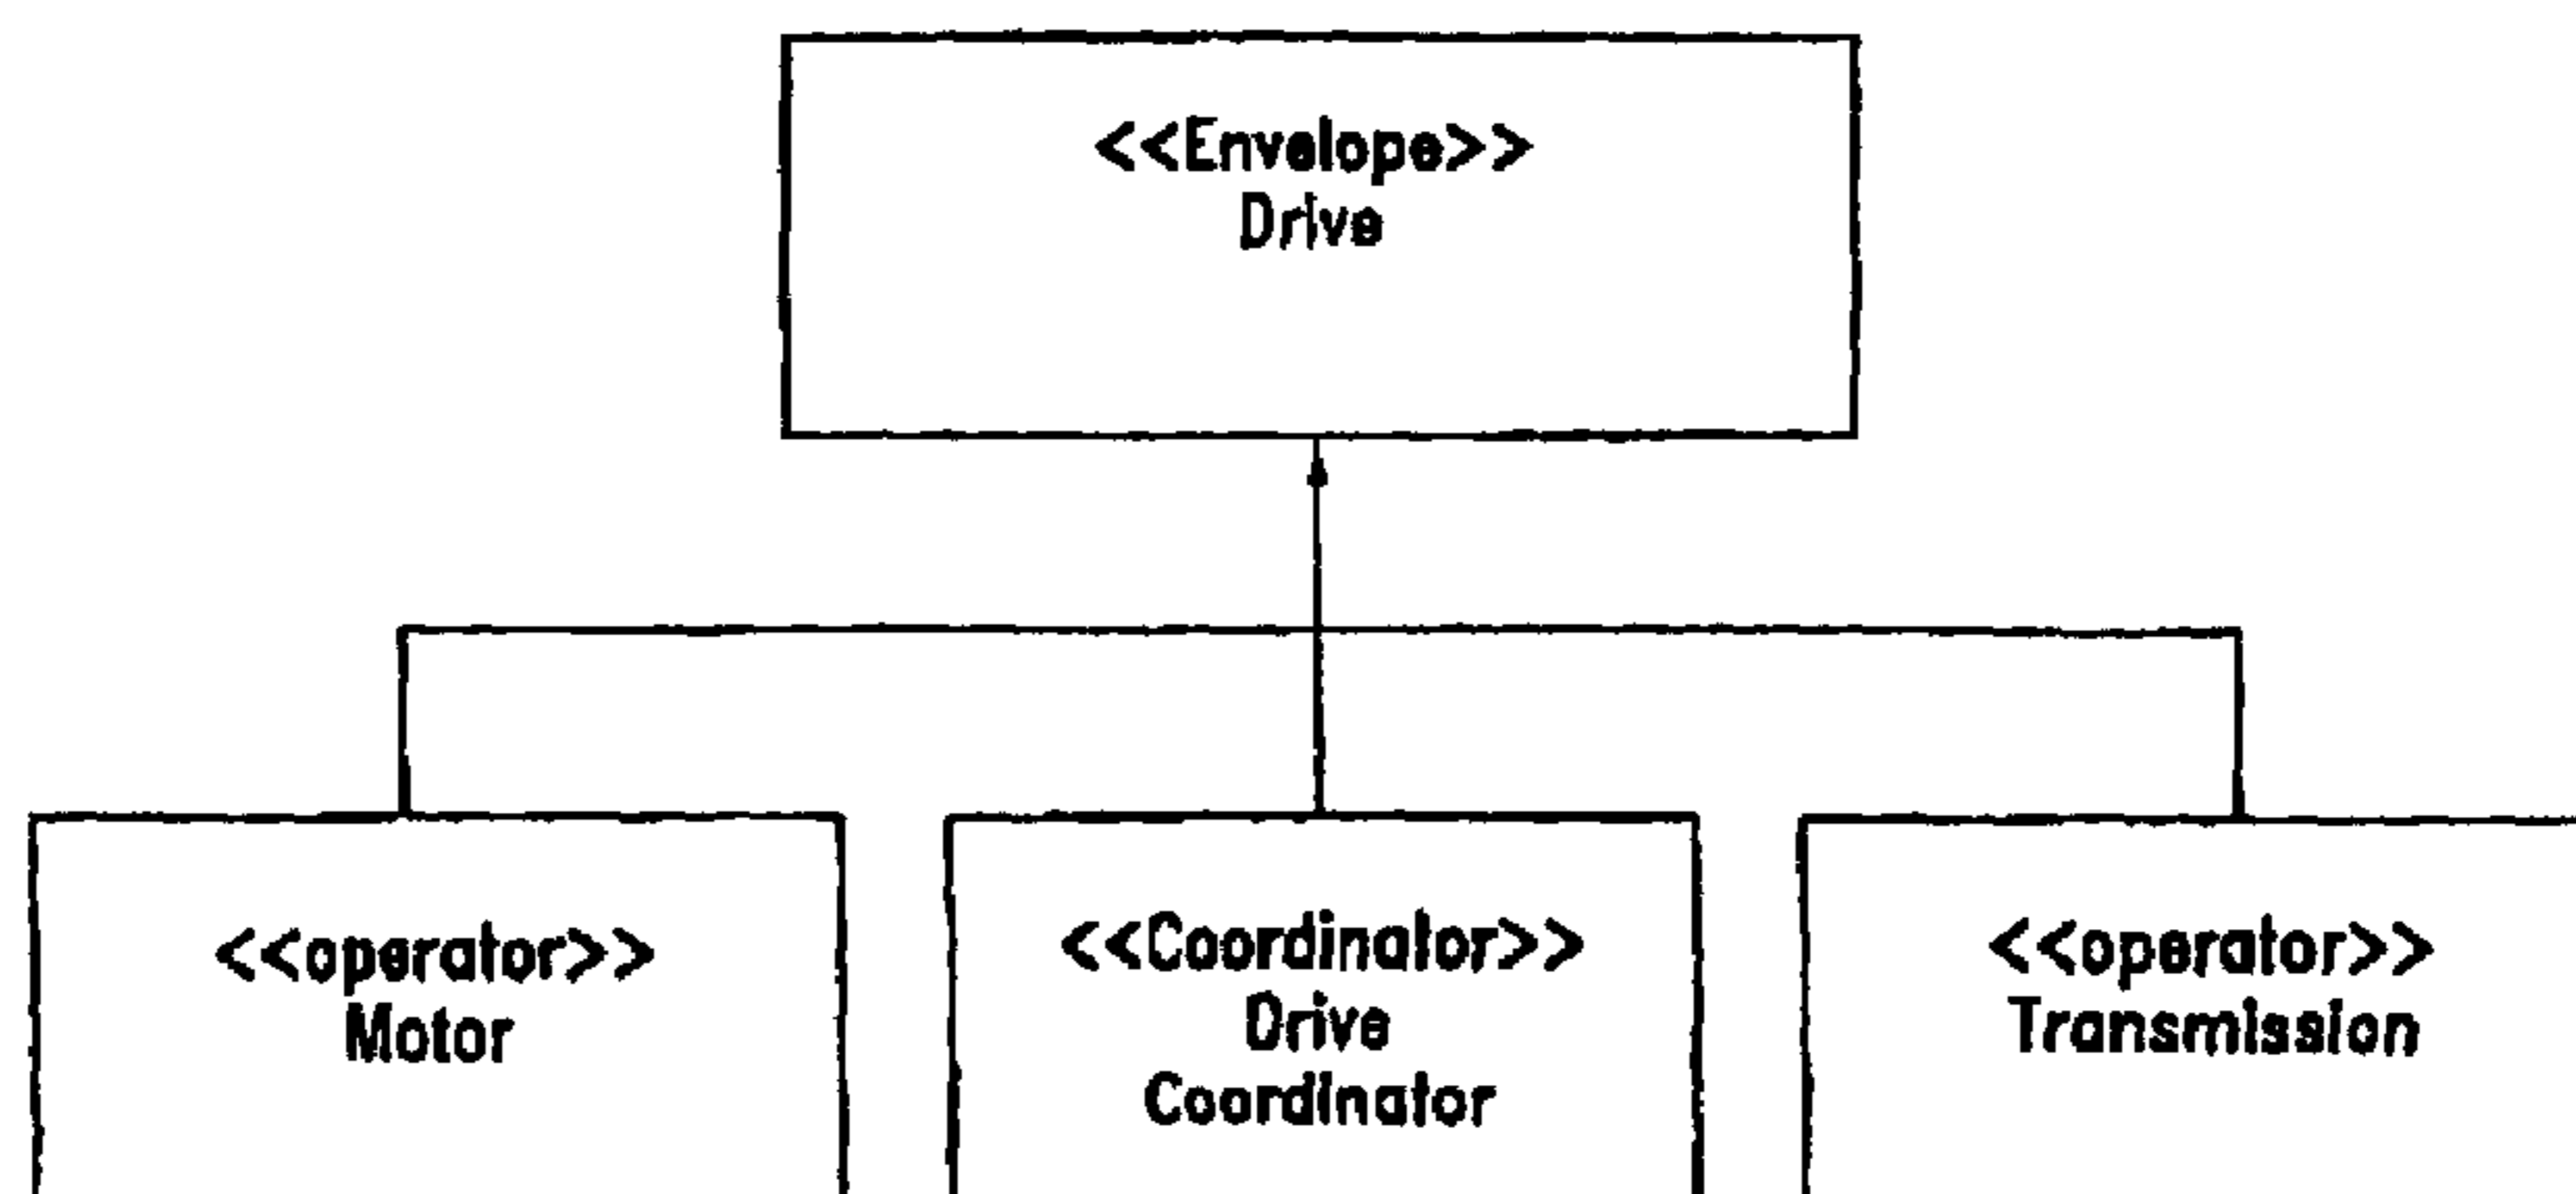 <<Envelope>>
Drive
<<operator>>
Motor
<<Coordinator>>
Drive
Coordinator
<<operator>>
Transmission